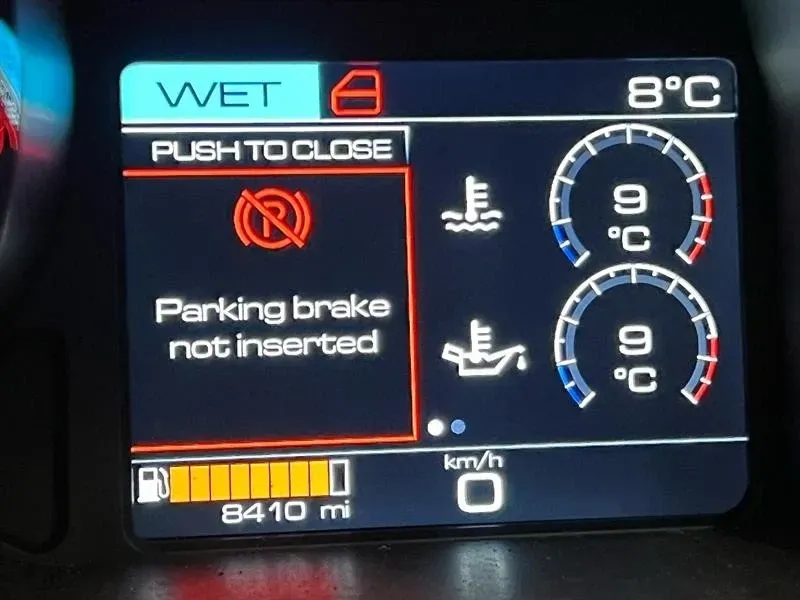 WET
8°C
PUSH TO CLOSE
P
Parking brake
not inserted
9
°C
9
°C
8410 mi
km/h
0